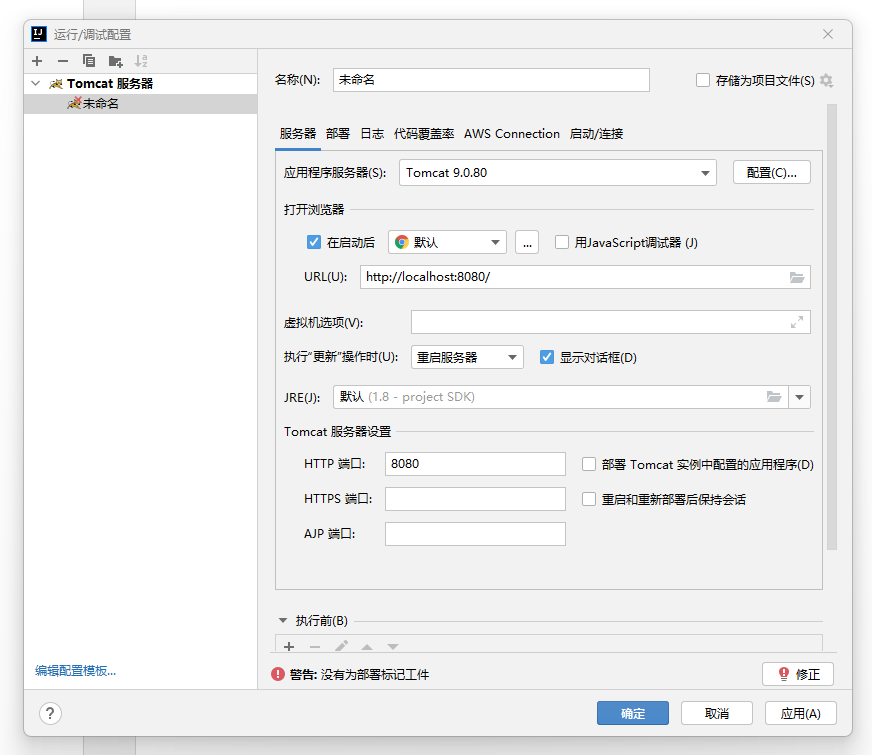 运行/调试配置
Tomcat 服务器
未命名
编辑配置模板...
名称(N): 未命名 存储为项目文件(S)
服务器 部署 日志 代码覆盖率 AWS Connection 启动/连接
应用程序服务器(S): Tomcat 9.0.80 配置(C)...
打开浏览器
在启动后 默认 ... 用JavaScript调试器 (J)
URL(U): http://localhost:8080/
虚拟机选项(V):
执行“更新”操作时(U): 重启服务器 显示对话框(D)
JRE(J): 默认 (1.8 - project SDK)
Tomcat 服务器设置
HTTP 端口: 8080 部署 Tomcat 实例中配置的应用程序(D)
HTTPS 端口: 重启和重新部署后保持会话
AJP 端口:
执行前(B)
警告: 没有为部署标记工件 修正
? 确定 取消 应用(A)